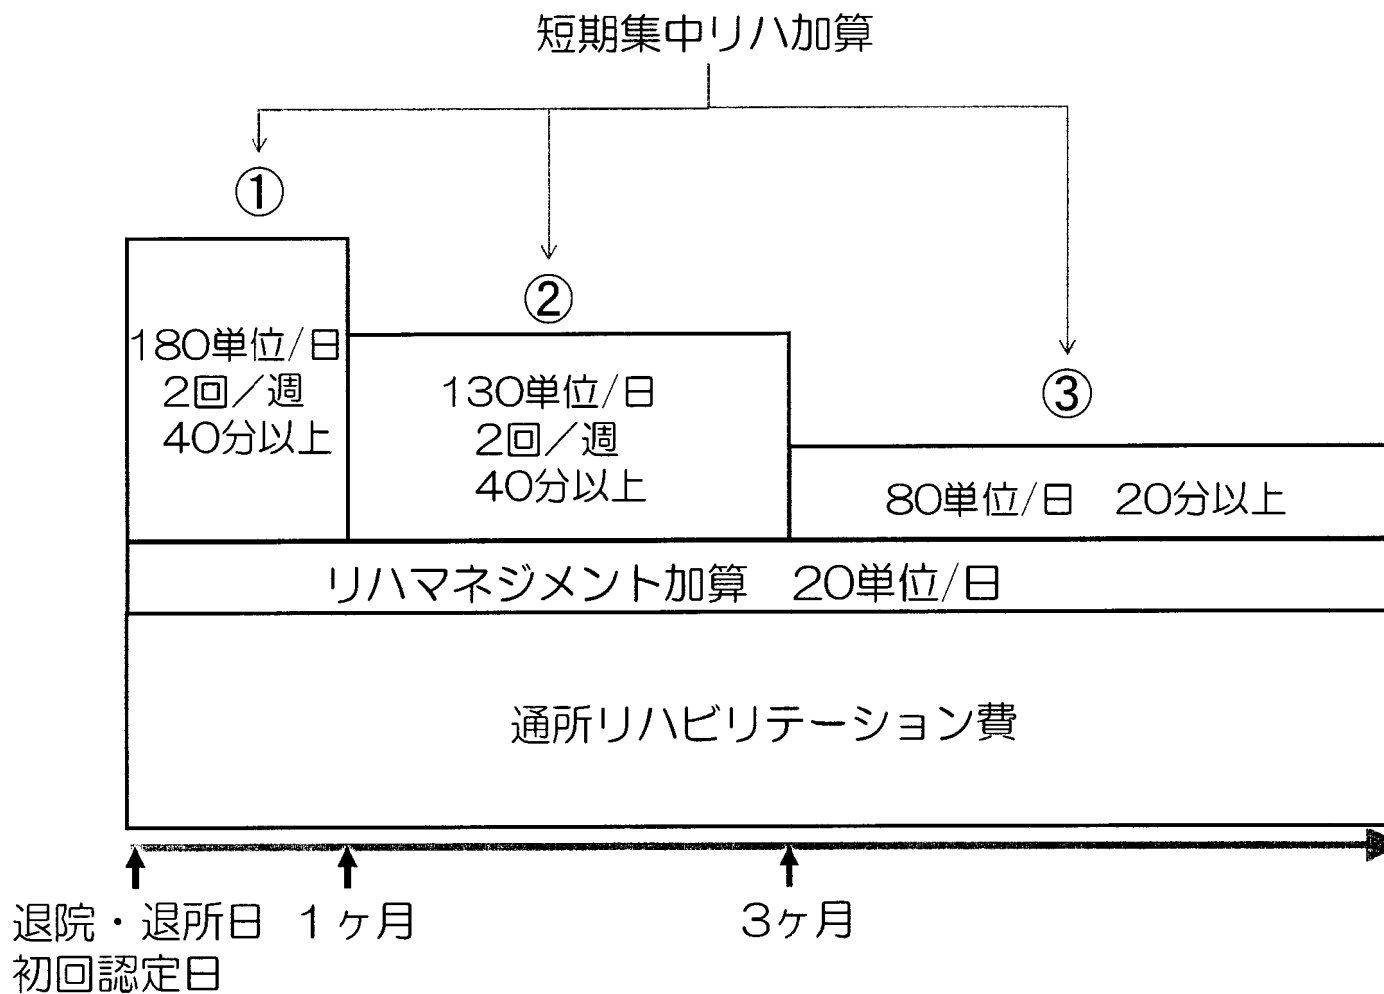 短期集中リハ加算
①
②
③
180単位/日
2回／週
40分以上
130単位/日
2回／週
40分以上
80単位/日　20分以上
リハマネジメント加算　20単位/日
通所リハビリテーション費
退院・退所日
初回認定日
1ヶ月
3ヶ月